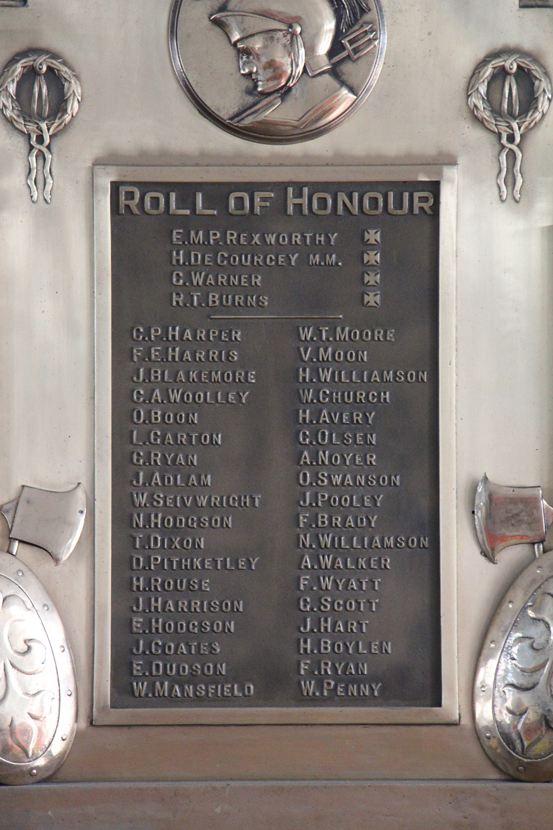 ROLL OF HONOUR
E.M.P. REXWORTHY
H. DECOURCEY M.M.
G. WARNER
R.T. BURNS
C.P. HARPER
F.E. HARRIS
J. BLAKEMORE
C.A. WOOLLEY
O. BOON
L. GARTON
G. RYAN
J. ADLAM
W. SEIVWRIGHT
N. HODGSON
T. DIXON
D. PITHKETLEY
H. ROUSE
J. HARRISON
E. HODGSON
J. COATES
E. DUDSON
W. MANSFIELD
W.T. MOORE
V. MOON
H. WILLIAMSON
W. CHURCH
H. AVERY
G. OLSEN
A. NOYER
O. SWANSON
J. POOLEY
F. BRADY
N. WILLIAMSON
A. WALKER
F. WYATT
G. SCOTT
J. HART
H. BOYLEN
F. RYAN
W. PENNY